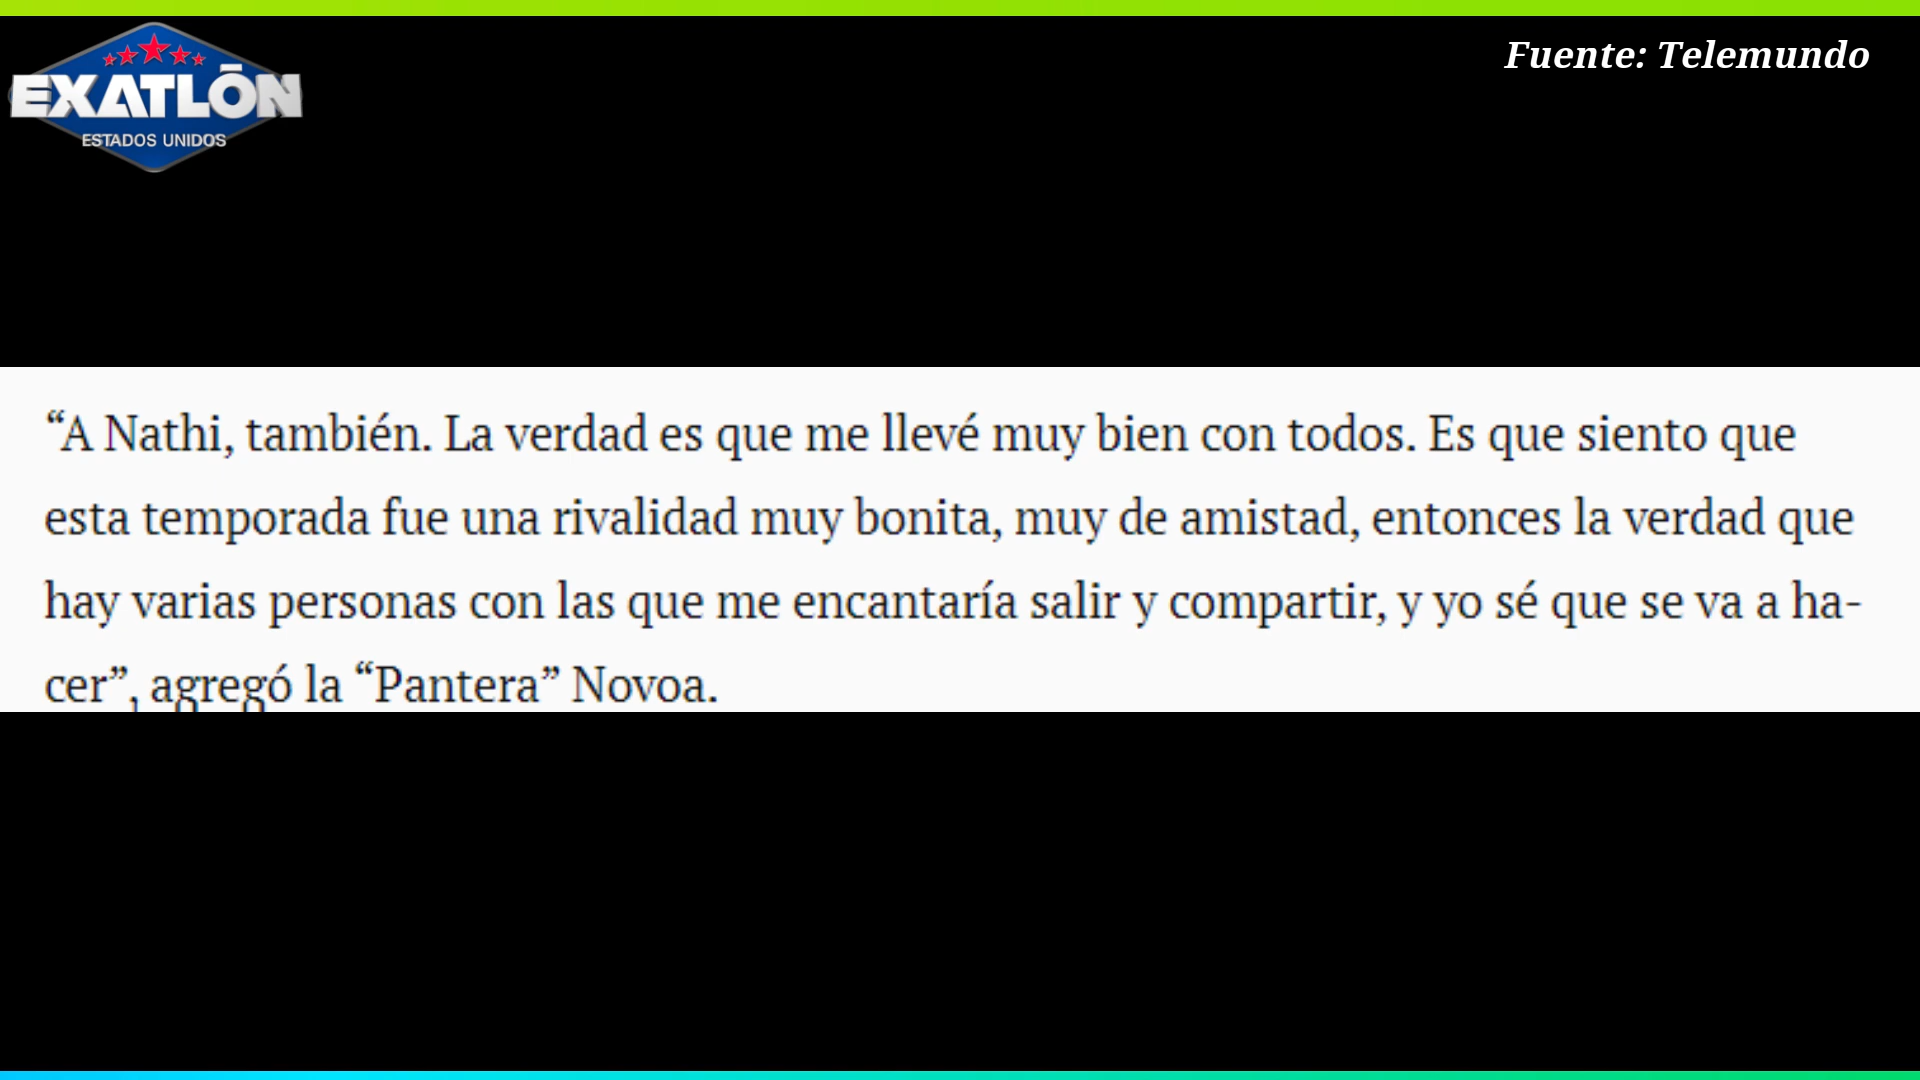 EXATLŌN
ESTADOS UNIDOS
Fuente: Telemundo
“A Nathi, también. La verdad es que me llevé muy bien con todos. Es que siento que
esta temporada fue una rivalidad muy bonita, muy de amistad, entonces la verdad que
hay varias personas con las que me encantaría salir y compartir, y yo sé que se va a ha-
cer”, agregó la “Pantera” Novoa.